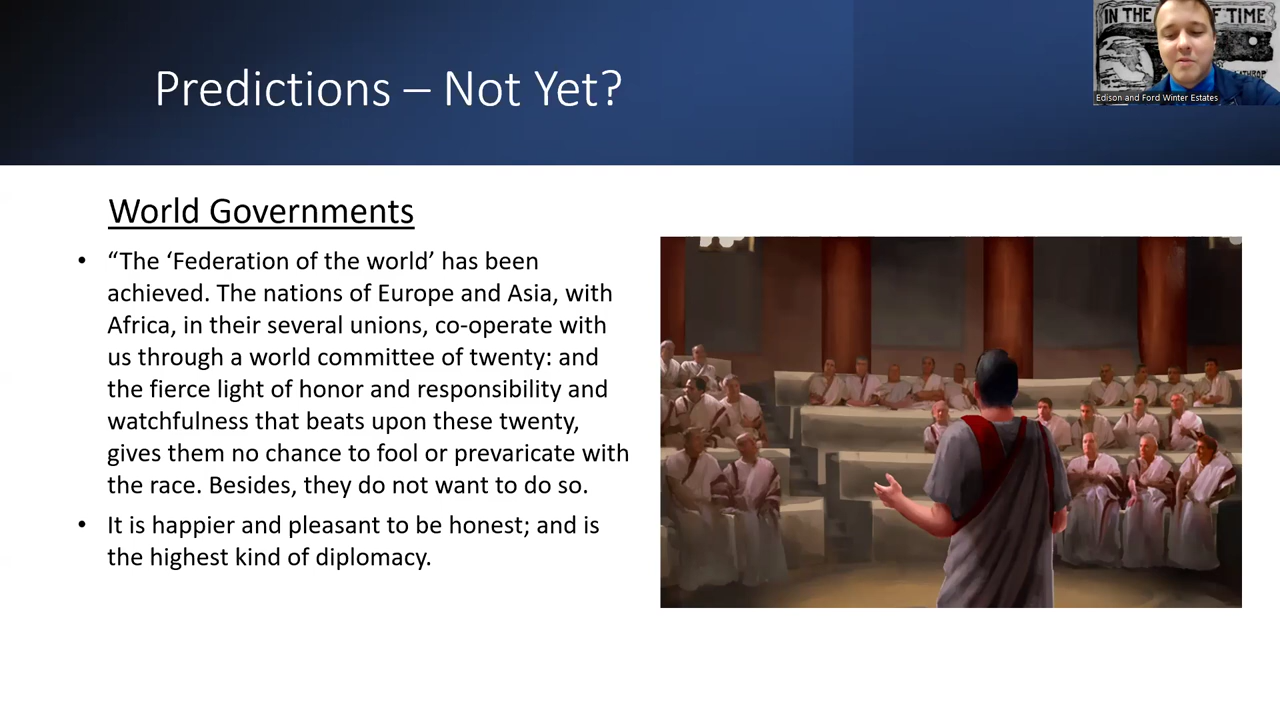 Predictions – Not Yet?
IN THE
OF TIME
Edison and Ford Winter Estates
World Governments
• “The ‘Federation of the world’ has been
achieved. The nations of Europe and Asia, with
Africa, in their several unions, co-operate with
us through a world committee of twenty: and
the fierce light of honor and responsibility and
watchfulness that beats upon these twenty,
gives them no chance to fool or prevaricate with
the race. Besides, they do not want to do so.
• It is happier and pleasant to be honest; and is
the highest kind of diplomacy.